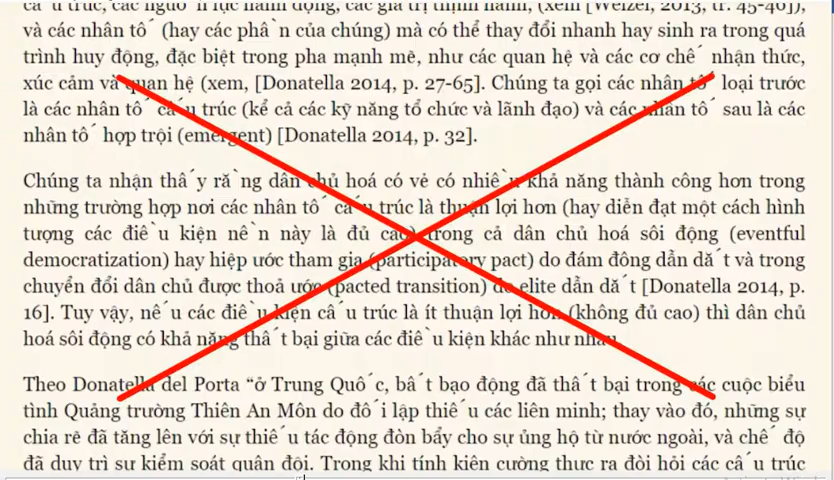 cấu trúc, các nguồn lực hành động, các giá trị thịnh hành, (xem [Welzel, 2013, tr. 45-46]),
và các nhân tố (hay các phần của chúng) mà có thể thay đổi nhanh hay sinh ra trong quá
trình huy động, đặc biệt trong pha mạnh mẽ, như các quan hệ và các cơ chế nhận thức,
xúc cảm và quan hệ (xem, [Donatella 2014, p. 27-65]. Chúng ta gọi các nhân tố loại trước
là các nhân tố cấu trúc (kể cả các kỹ năng tổ chức và lãnh đạo) và các nhân tố sau là các
nhân tố hợp trội (emergent) [Donatella 2014, p. 32].
Chúng ta nhận thấy rằng dân chủ hoá có vẻ có nhiều khả năng thành công hơn trong
những trường hợp nơi các nhân tố cấu trúc là thuận lợi hơn (hay diễn đạt một cách hình
tượng các điều kiện nền này là đủ cao) trong cả dân chủ hoá sôi động (eventful
democratization) hay hiệp ước tham gia (participatory pact) do đám đông dẫn dắt và trong
chuyển đổi dân chủ được thoả ước (pacted transition) do elite dẫn dắt [Donatella 2014, p.
16]. Tuy vậy, nếu các điều kiện cấu trúc là ít thuận lợi hơn (không đủ cao) thì dân chủ
hoá sôi động có khả năng thất bại giữa các điều kiện khác như nhau.
Theo Donatella del Porta “ở Trung Quốc, bất bạo động đã thất bại trong các cuộc biểu
tình Quảng trường Thiên An Môn do đối lập thiếu các liên minh; thay vào đó, những sự
chia rẽ đã tăng lên với sự thiếu tác động đòn bẩy cho sự ủng hộ từ nước ngoài, và chế độ
đã duy trì sự kiểm soát quân đội. Trong khi tính kiên cường thực ra đòi hỏi các cấu trúc